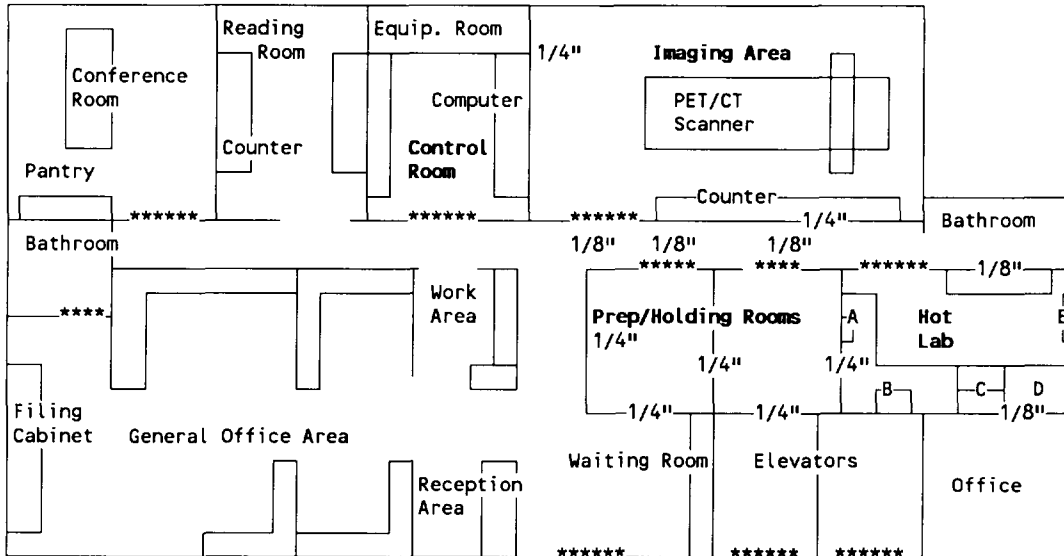 Reading Room
Equip. Room
1/4"
Imaging Area
Conference Room
Computer
PET/CT Scanner
Counter
Control Room
Pantry
Counter
******
******
******
1/4"
Bathroom
Bathroom
1/8"
1/8"
1/8"
*****
****
******
1/8"
Work Area
****
Prep/Holding Rooms
A
Hot Lab
E
1/4"
1/4"
1/4"
B
C
D
Filing Cabinet
General Office Area
1/4"
1/4"
1/8"
Waiting Room
Elevators
Reception Area
Office
******
******
******